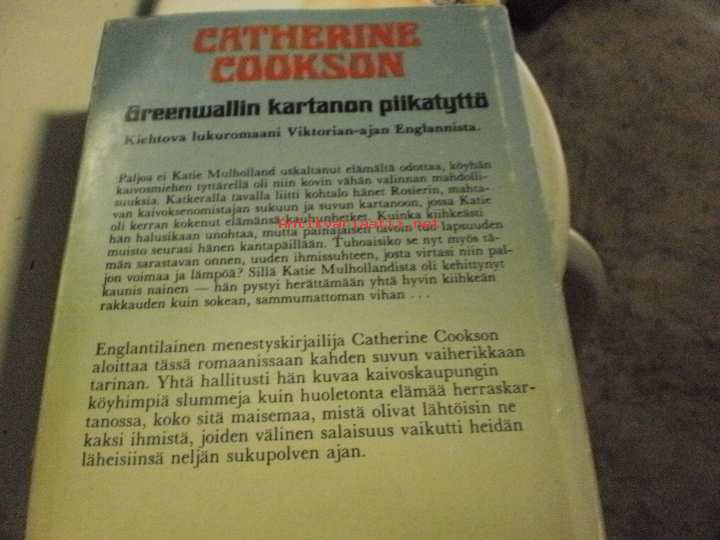 CATHERINE
COOKSON
Greenwallin kartanon piikatyttö
Kiehtova lukuromaani Viktorian-ajan Englannista.
Paljoa ei Katie Mulholland uskaltanut elämältä odottaa, köyhän
kaivosmiehen tyttärellä oli niin kovin vähän valinnan mahdolli-
suuksia. Katkeralla tavalla liitti kohtalo hänet Rosierin, mahta-
van kaivoksenomistajan sukuun ja suvun kartanoon, jossa Katie
oli kerran kokenut elämänsä kauhunhetket. Kuinka kiihkeästi
hän halusikaan unohtaa, mutta painajaisen tavoin lapsuuden
muisto seurasi hänen kantapäillään. Tuhoaisiko se nyt myös tä-
män sarastavan onnen, uuden ihmissuhteen, josta virtasi niin pal-
jon voimaa ja lämpöä? Sillä Katie Mulhollandista oli kehittynyt
kaunis nainen — hän pystyi herättämään yhtä hyvin kiihkeän
rakkauden kuin sokean, sammumattoman vihan . . .
Englantilainen menestyskirjailija Catherine Cookson
aloittaa tässä romaanissaan kahden suvun vaiherikkaan
tarinan. Yhtä hallitusti hän kuvaa kaivoskaupungin
köyhimpiä slummeja kuin huoletonta elämää herraskar-
tanossa, koko sitä maisemaa, mistä olivat lähtöisin ne
kaksi ihmistä, joiden välinen salaisuus vaikutti heidän
läheisiinsä neljän sukupolven ajan.